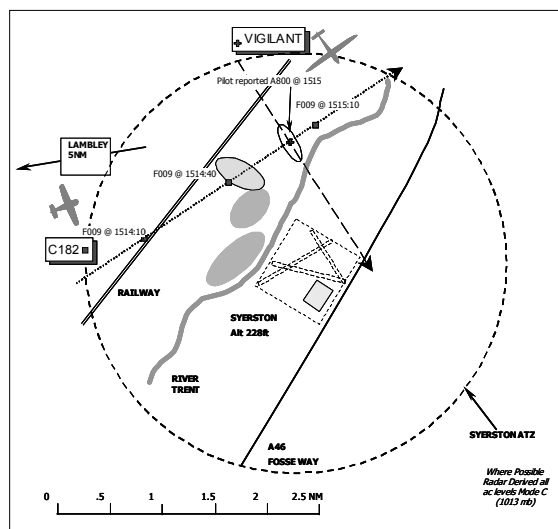 VIGILANT
Pilot reported A800 @ 1515
F009 @ 1515:10
LAMBLEY
5NM
F009 @ 1514:40
F009 @ 1514:10
C182
RAILWAY
SYERSTON
Alt 228ft
RIVER
TRENT
SYERSTON ATZ
A46
FOSSE WAY
Where Possible
Radar Derived all
ac levels Mode C
(1013 mb)
0 .5 1 1.5 2 2.5 NM